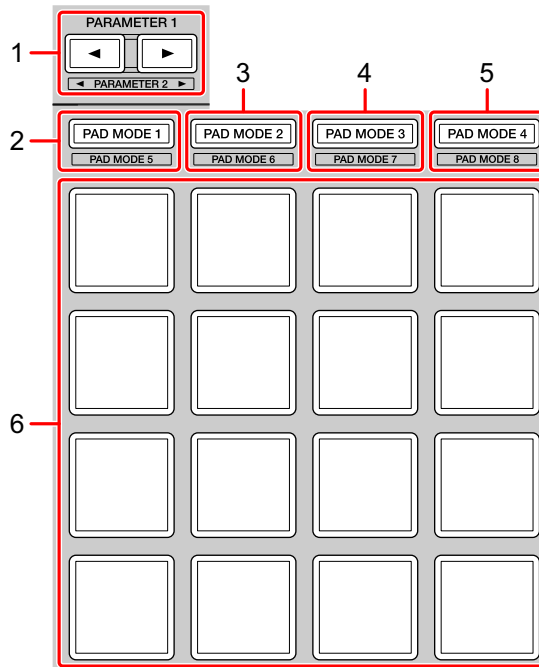 PARAMETER 1
1
◄ ►
◄ PARAMETER 2 ►
3 4 5
2
PAD MODE 1 PAD MODE 2 PAD MODE 3 PAD MODE 4
PAD MODE 5 PAD MODE 6 PAD MODE 7 PAD MODE 8
6